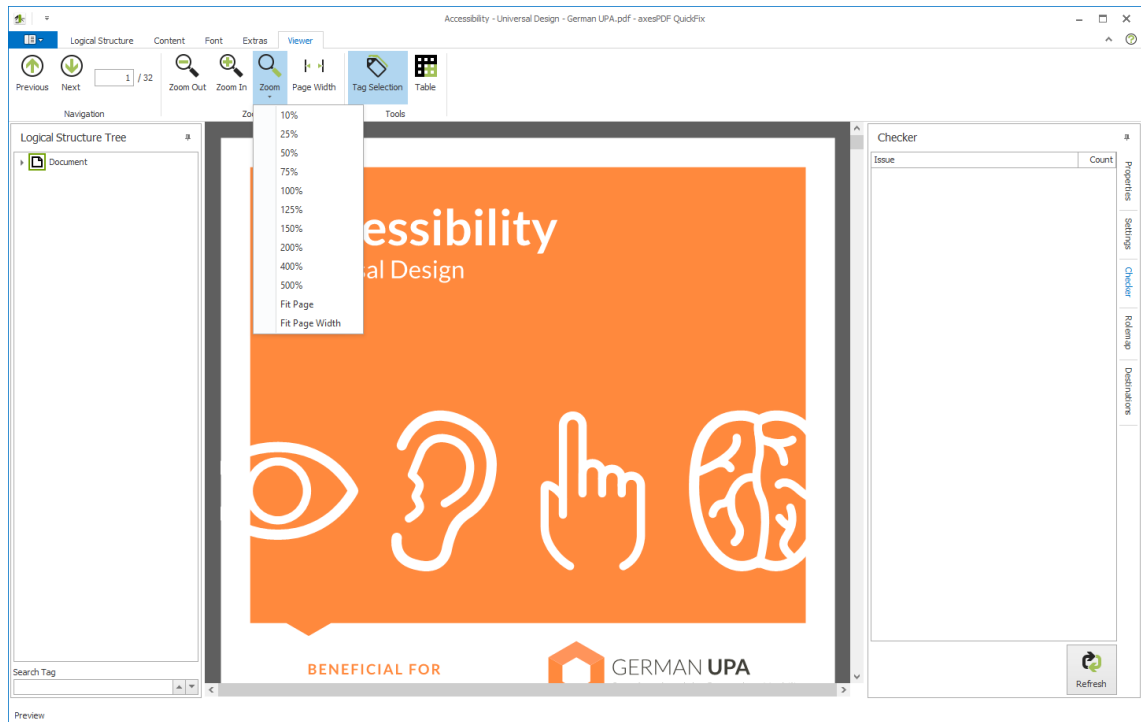 Accessibility - Universal Design - German UPA.pdf - axesPDF QuickFix
Logical Structure Content Font Extras Viewer
Previous Next 1 / 32 Zoom Out Zoom In Zoom Page Width Tag Selection Table
Navigation Zo Tools
10%
25%
50%
75%
100%
125%
150%
200%
400%
500%
Fit Page
Fit Page Width
Logical Structure Tree
Document
Search Tag
essibility
sal Design
BENEFICIAL FOR
GERMAN UPA
Checker
Issue Count
Refresh
Properties
Settings
Checker
Rolemap
Destinations
Preview